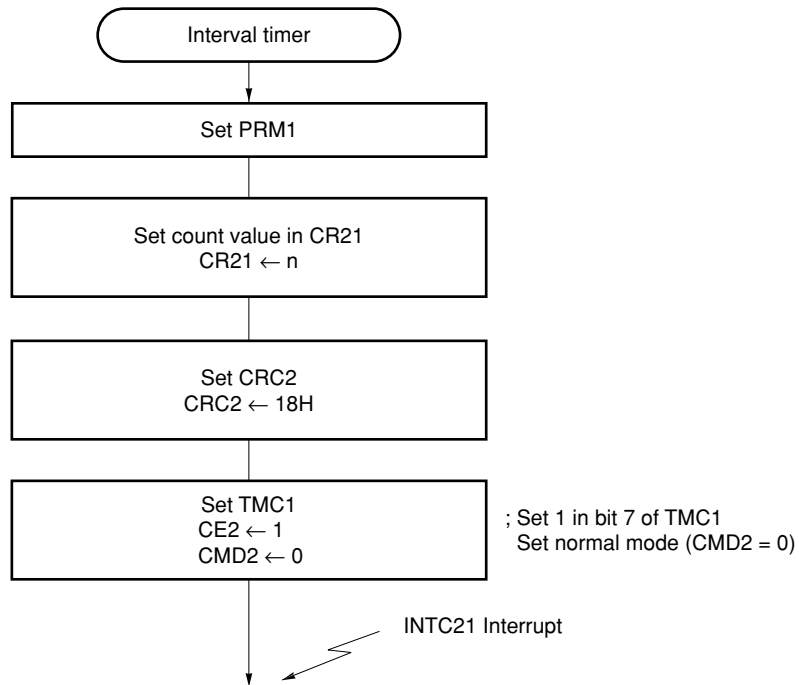 Interval timer
Set PRM1
Set count value in CR21
CR21 ← n
Set CRC2
CRC2 ← 18H
Set TMC1
CE2 ← 1
CMD2 ← 0
; Set 1 in bit 7 of TMC1
Set normal mode (CMD2 = 0)
INTC21 Interrupt